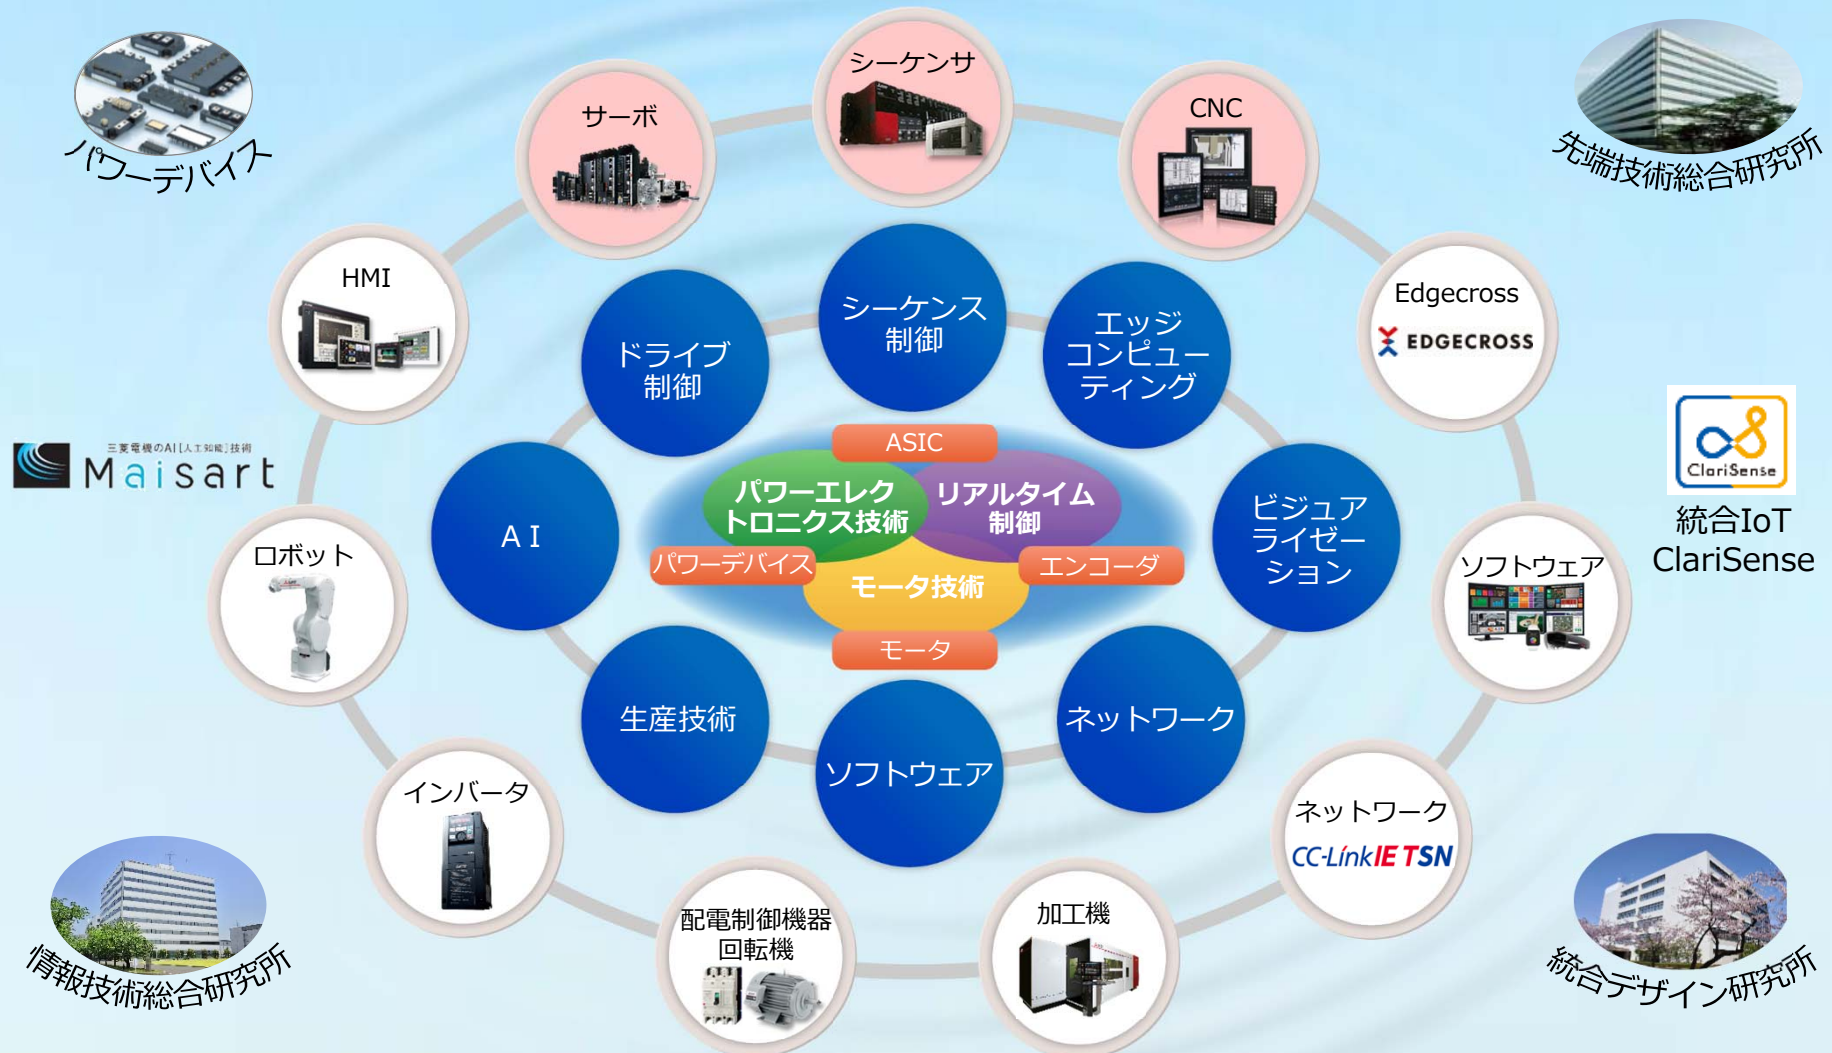 シーケンサ
サーボ
CNC
パワーデバイス
先端技術総合研究所
HMI
Edgecross
EDGECROSS
シーケンス
制御
ドライブ
制御
エッジ
コンピュー
ティング
三菱電機のAI[人工知能]技術
Maisart
ClariSense
統合IoT
ClariSense
ASIC
パワーエレク
トロニクス技術
リアルタイム
制御
パワーデバイス
エンコーダ
モータ技術
モータ
AI
ビジュア
ライゼー
ション
ロボット
ソフトウェア
生産技術
ソフトウェア
ネットワーク
インバータ
ネットワーク
CC-Link IE TSN
配電制御機器
回転機
加工機
情報技術総合研究所
統合デザイン研究所